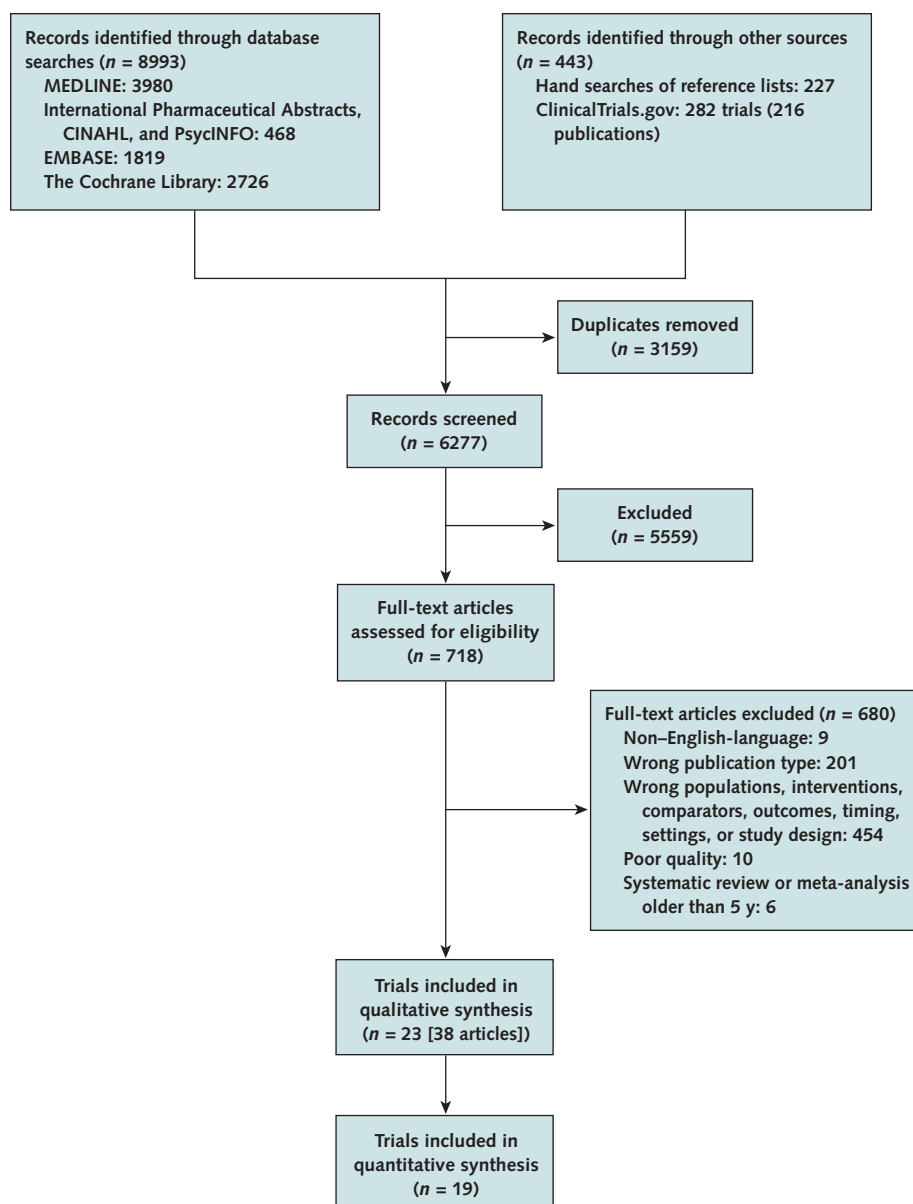 Records identified through database
searches (n = 8993)
MEDLINE: 3980
International Pharmaceutical Abstracts,
CINAHL, and PsycINFO: 468
EMBASE: 1819
The Cochrane Library: 2726
Records identified through other sources
(n = 443)
Hand searches of reference lists: 227
ClinicalTrials.gov: 282 trials (216
publications)
Duplicates removed
(n = 3159)
Records screened
(n = 6277)
Excluded
(n = 5559)
Full-text articles
assessed for eligibility
(n = 718)
Full-text articles excluded (n = 680)
Non–English-language: 9
Wrong publication type: 201
Wrong populations, interventions,
comparators, outcomes, timing,
settings, or study design: 454
Poor quality: 10
Systematic review or meta-analysis
older than 5 y: 6
Trials included in
qualitative synthesis
(n = 23 [38 articles])
Trials included in
quantitative synthesis
(n = 19)